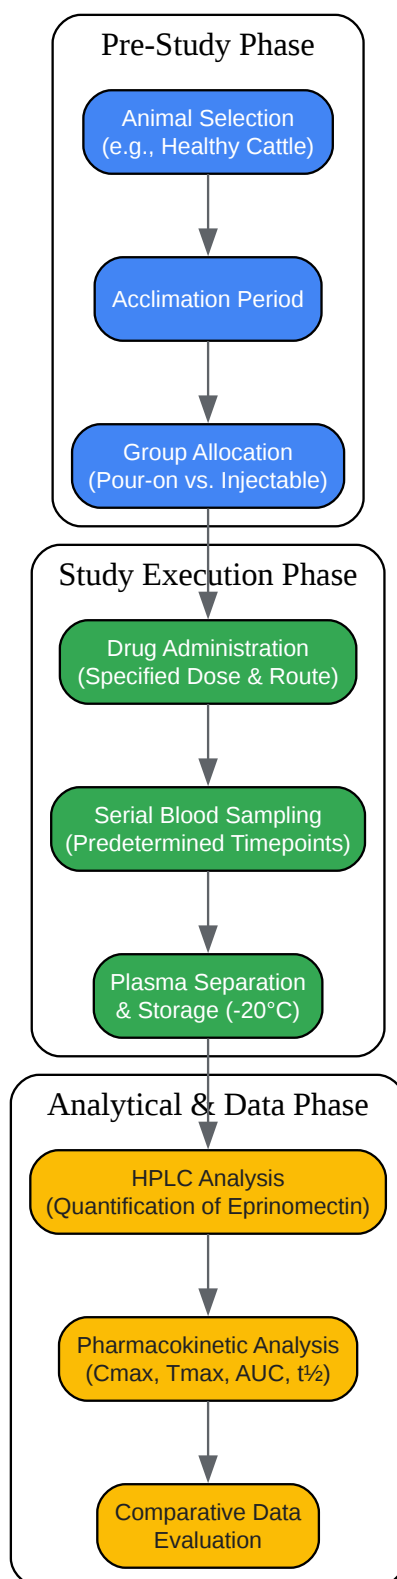 Pre-Study Phase
Animal Selection
(e.g., Healthy Cattle)
Acclimation Period
Group Allocation
(Pour-on vs. Injectable)
Study Execution Phase
Drug Administration
(Specified Dose & Route)
Serial Blood Sampling
(Predetermined Timepoints)
Plasma Separation
& Storage (-20°C)
Analytical & Data Phase
HPLC Analysis
(Quantification of Eprinomectin)
Pharmacokinetic Analysis
(Cmax, Tmax, AUC, t½)
Comparative Data
Evaluation